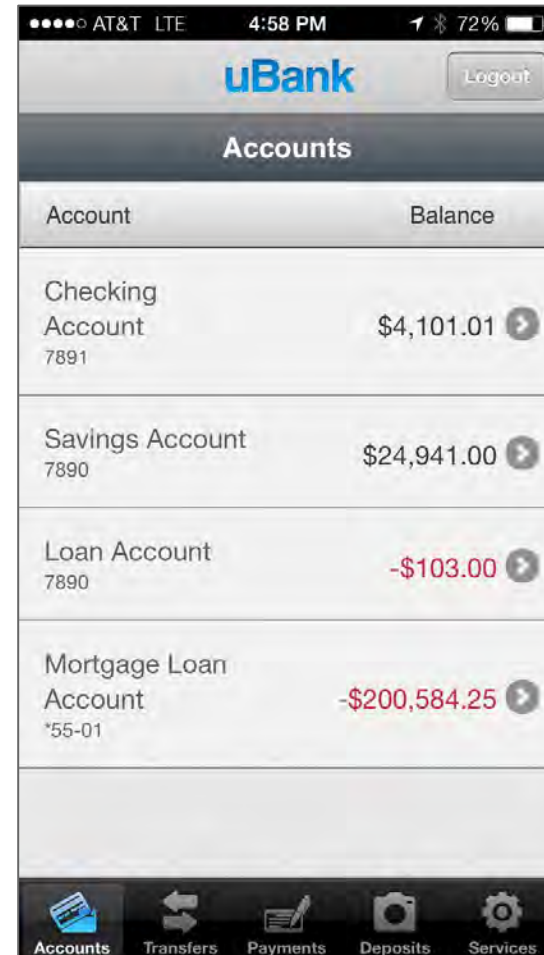 AT&T LTE 4:58 PM 72%
uBank Logout
Accounts
Account Balance
Checking
Account $4,101.01
7891
Savings Account $24,941.00
7890
Loan Account -$103.00
7890
Mortgage Loan
Account -$200,584.25
*55-01
Accounts Transfers Payments Deposits Services